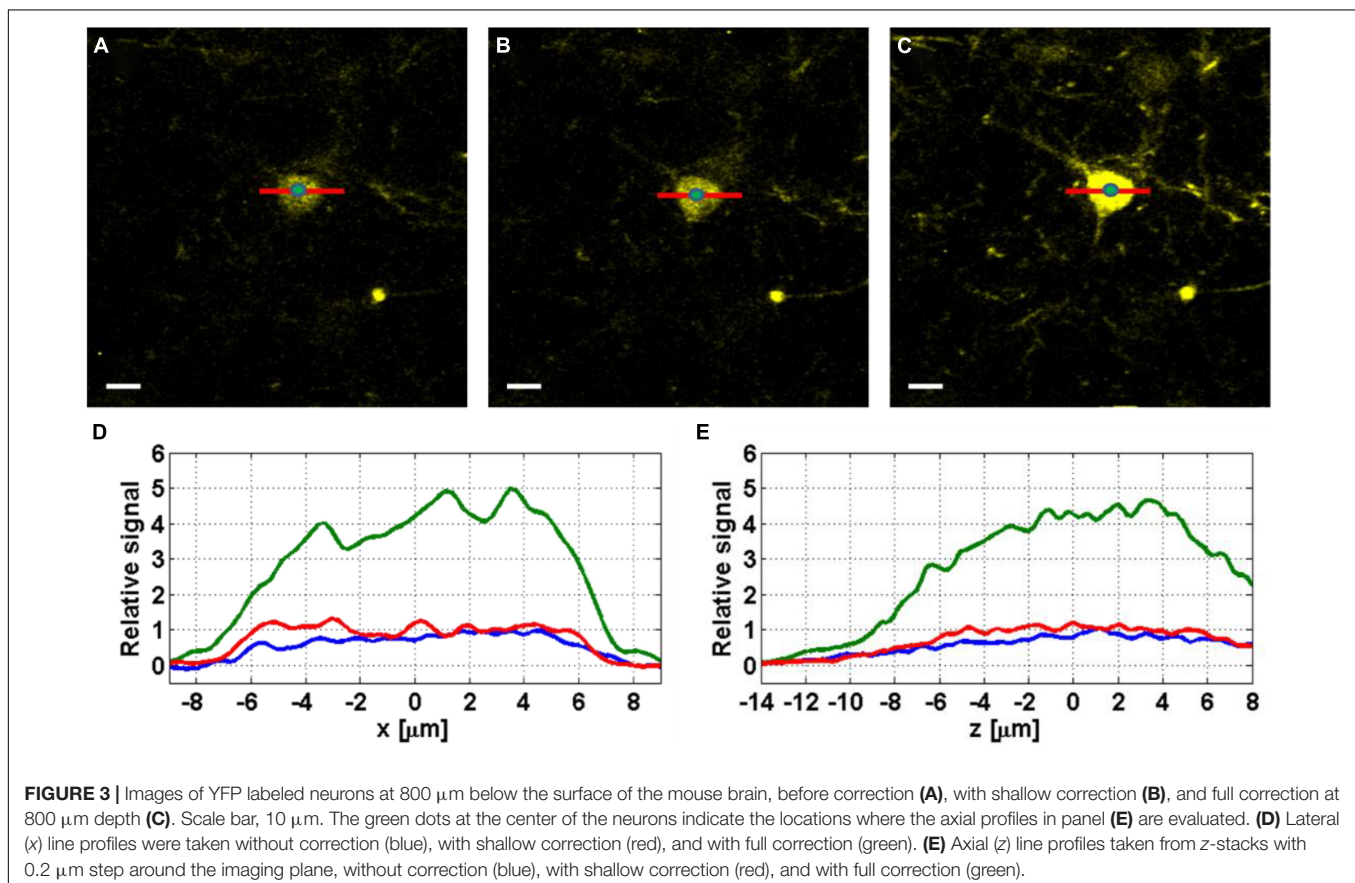 A
B
C
D
E
6
5
4
3
2
1
0
Relative signal
-8 -6 -4 -2 0 2 4 6 8
x [μm]
6
5
4
3
2
1
0
Relative signal
-14 -12 -10 -8 -6 -4 -2 0 2 4 6 8
z [μm]
FIGURE 3 | Images of YFP labeled neurons at 800 μm below the surface of the mouse brain, before correction (A), with shallow correction (B), and full correction at
800 μm depth (C). Scale bar, 10 μm. The green dots at the center of the neurons indicate the locations where the axial profiles in panel (E) are evaluated. (D) Lateral
(x) line profiles were taken without correction (blue), with shallow correction (red), and with full correction (green). (E) Axial (z) line profiles taken from z-stacks with
0.2 μm step around the imaging plane, without correction (blue), with shallow correction (red), and with full correction (green).